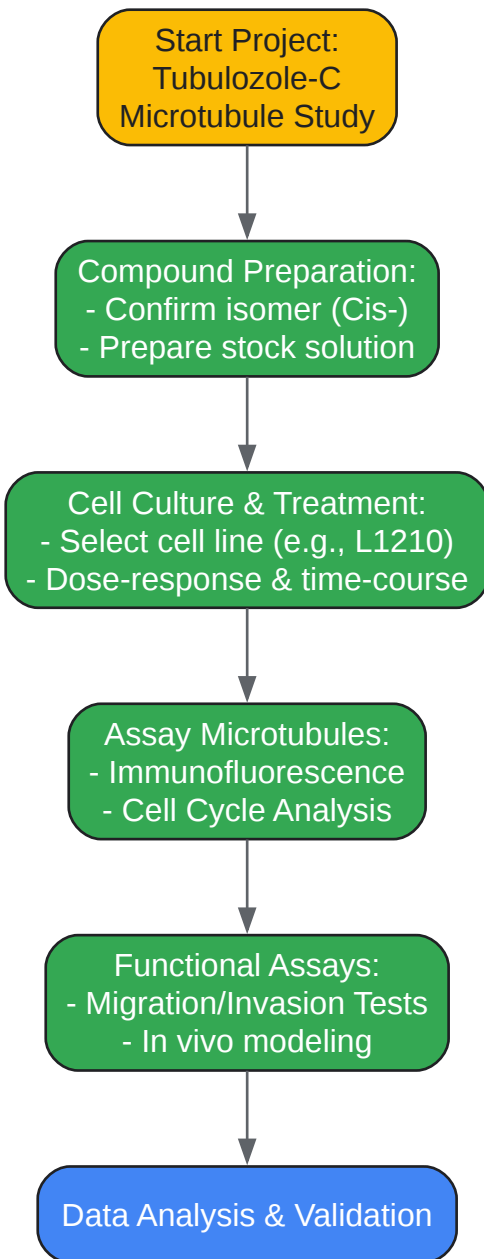 Start Project:
Tubulozole-C
Microtubule Study
Compound Preparation:
- Confirm isomer (Cis-)
- Prepare stock solution
Cell Culture & Treatment:
- Select cell line (e.g., L1210)
- Dose-response & time-course
Assay Microtubules:
- Immunofluorescence
- Cell Cycle Analysis
Functional Assays:
- Migration/Invasion Tests
- In vivo modeling
Data Analysis & Validation